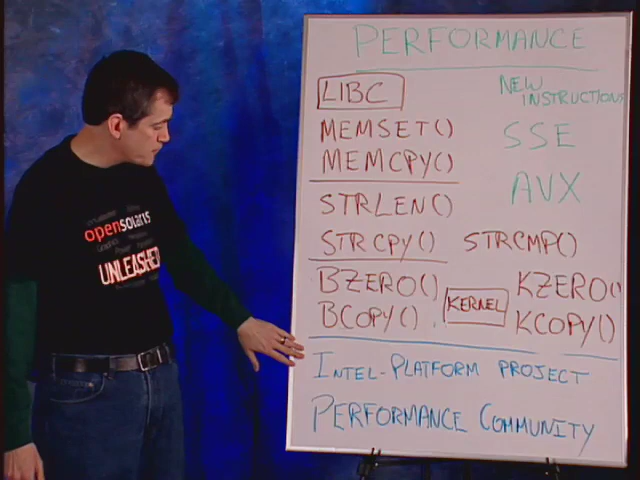 PERFORMANCE
LIBC
NEW
INSTRUCTIONS
MEMSET()
SSE
MEMCPY()
AVX
STRLEN()
STRCPY() STRCMP()
BZERO() KZERO()
KERNEL
BCOPY() KCOPY()
INTEL-PLATFORM PROJECT
PERFORMANCE COMMUNITY
opensolaris
UNLEASHED